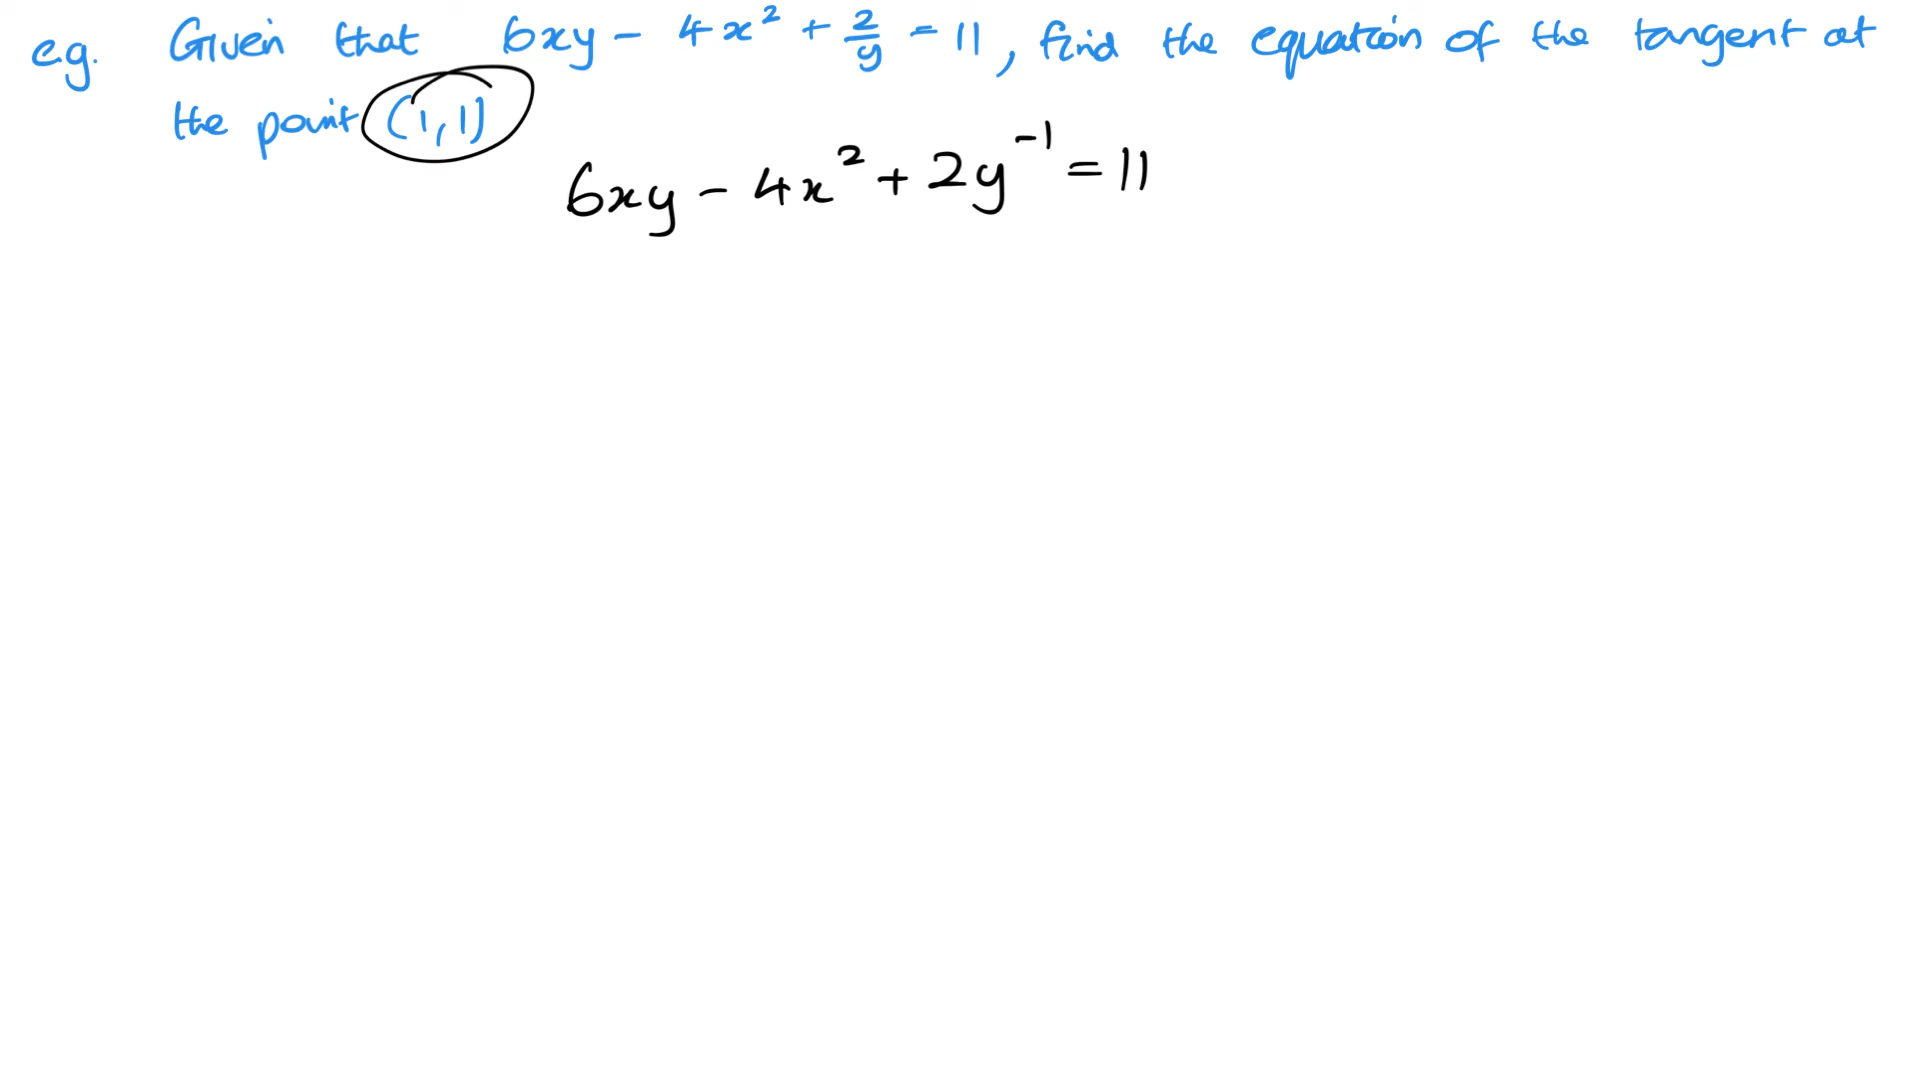 e.g. Given that 6xy - 4x² + 2/y = 11, find the equation of the tangent at
the point (1,1)
6xy - 4x² + 2y⁻¹ = 11